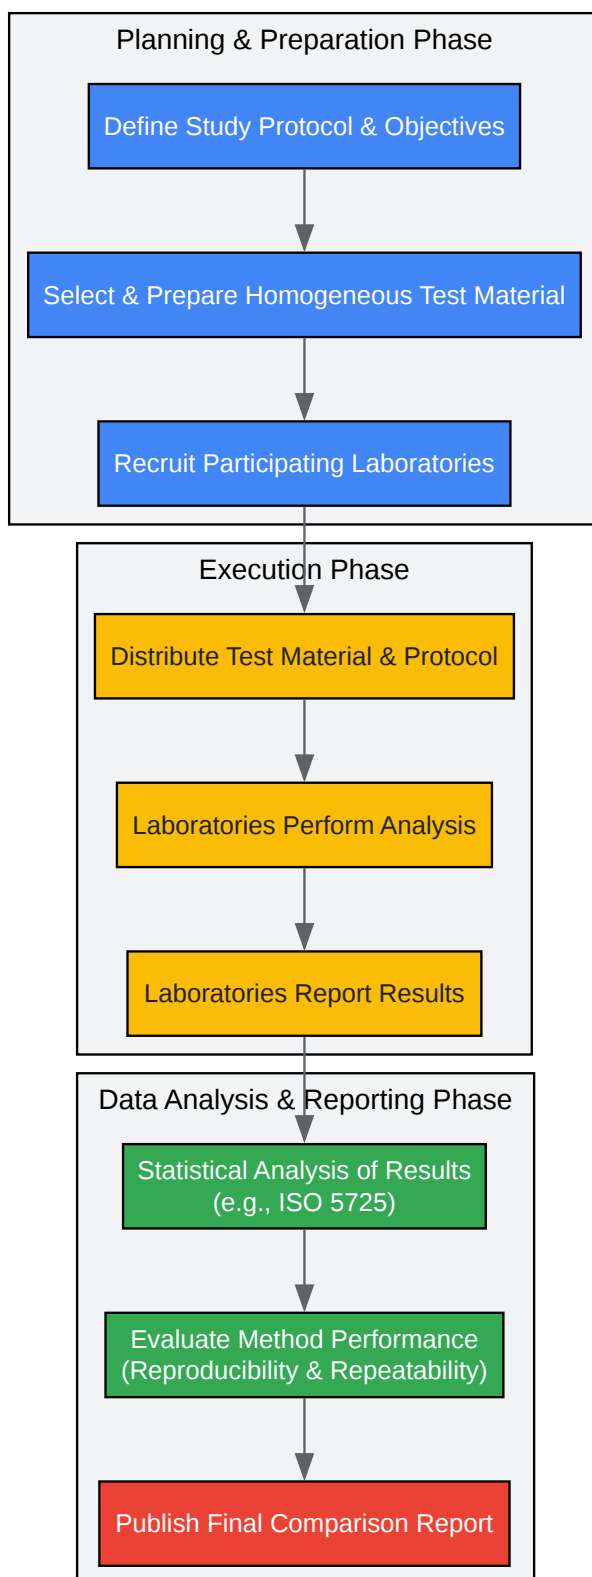 Planning & Preparation Phase
Define Study Protocol & Objectives
Select & Prepare Homogeneous Test Material
Recruit Participating Laboratories
Execution Phase
Distribute Test Material & Protocol
Laboratories Perform Analysis
Laboratories Report Results
Data Analysis & Reporting Phase
Statistical Analysis of Results
(e.g., ISO 5725)
Evaluate Method Performance
(Reproducibility & Repeatability)
Publish Final Comparison Report